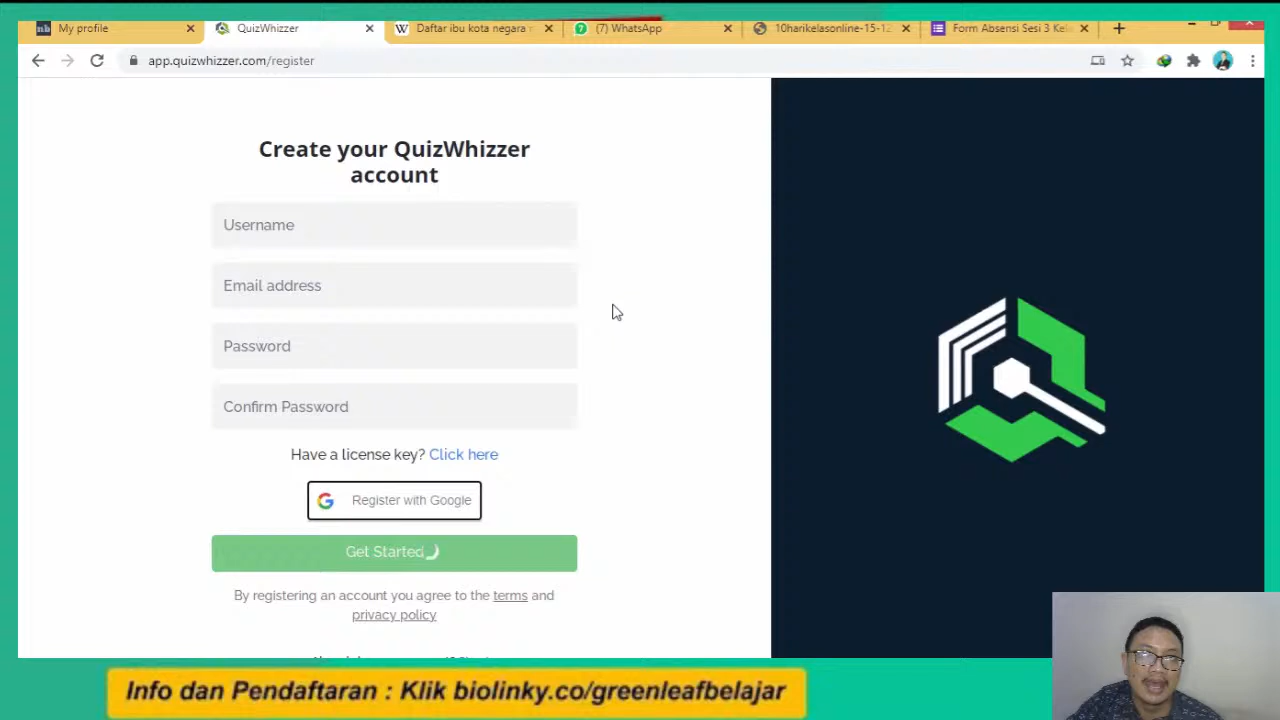 My profile
QuizWhizzer
Daftar ibu kota negara
(7) WhatsApp
10harikelasonline-15-12
Form Absensi Sesi 3 Kel
app.quizwhizzer.com/register
Create your QuizWhizzer
account
Username
Email address
Password
Confirm Password
Have a license key? Click here
Register with Google
Get Started
By registering an account you agree to the terms and
privacy policy
Info dan Pendaftaran : Klik biolinky.co/greenleafbelajar